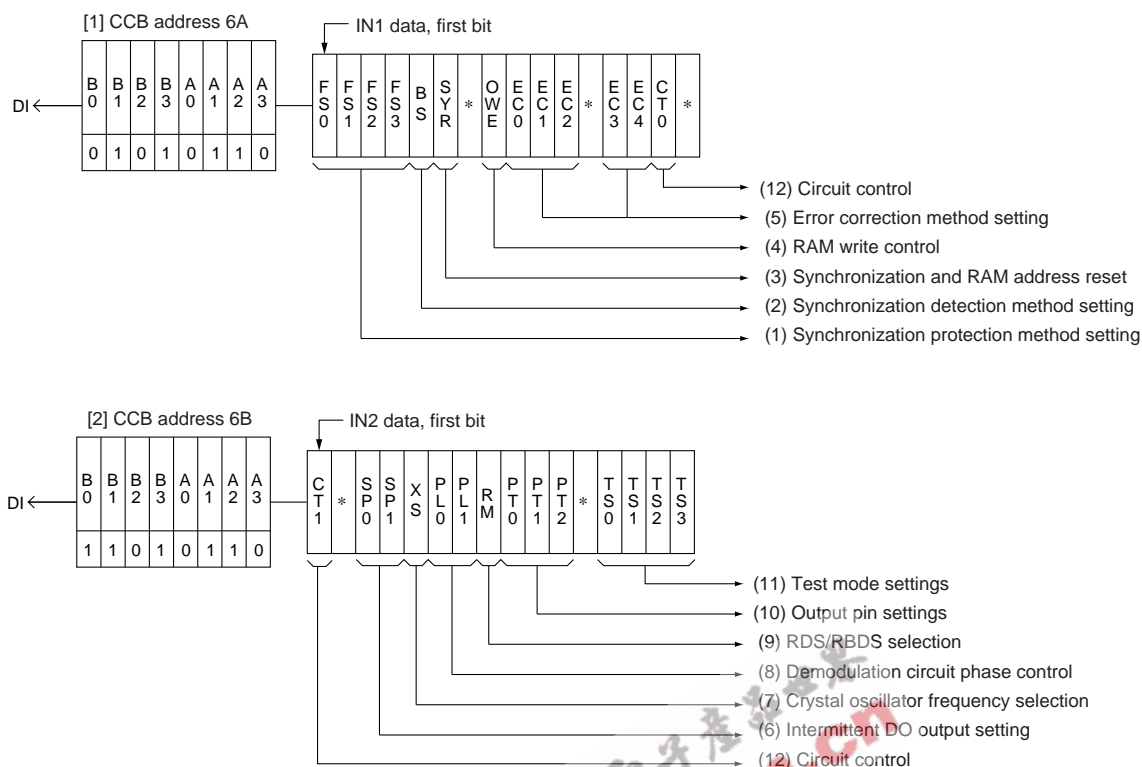 [1] CCB address 6A
IN1 data, first bit
DI
B0 B1 B2 B3 A0 A1 A2 A3
FS0 FS1 FS2 FS3 BS SYR * OWE EC0 EC1 EC2 * EC3 EC4 CT0 *
0 1 0 1 0 1 1 0
(12) Circuit control
(5) Error correction method setting
(4) RAM write control
(3) Synchronization and RAM address reset
(2) Synchronization detection method setting
(1) Synchronization protection method setting
[2] CCB address 6B
IN2 data, first bit
DI
B0 B1 B2 B3 A0 A1 A2 A3
CT1 * SP0 SP1 XS PL0 PL1 RM PT0 PT1 PT2 * TS0 TS1 TS2 TS3
1 1 0 1 0 1 1 0
(11) Test mode settings
(10) Output pin settings
(9) RDS/RBDS selection
(8) Demodulation circuit phase control
(7) Crystal oscillator frequency selection
(6) Intermittent DO output setting
(12) Circuit control